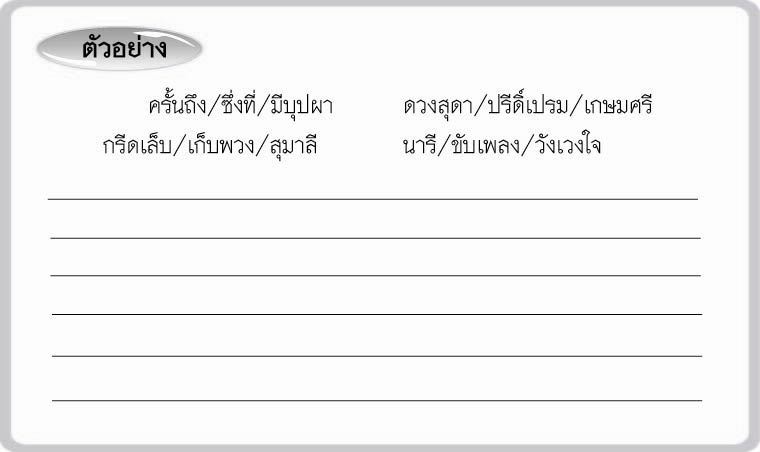 ตัวอย่าง
ครั้นถึง/ซึ่งที่/มีบุปผา ดวงสุดา/ปรีดิ์เปรม/เกษมศรี
กรีดเล็บ/เก็บพวง/สุมาลี นารี/ขับเพลง/วังเวงใจ